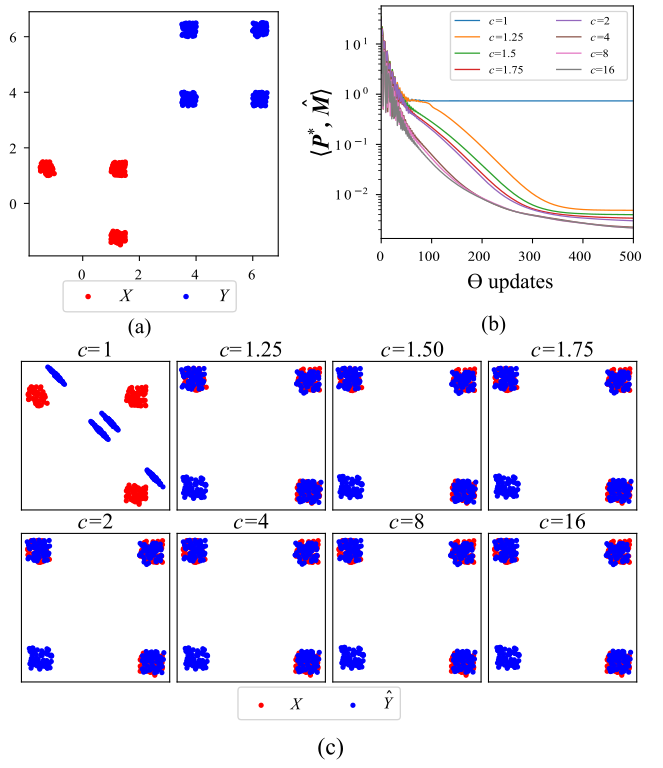 6
4
2
0
0 2 4 6
X Y
(a)
⟨P*, M̂⟩
10¹
10⁰
10⁻¹
10⁻²
0 100 200 300 400 500
Θ updates
c=1 c=2
c=1.25 c=4
c=1.5 c=8
c=1.75 c=16
(b)
c=1 c=1.25 c=1.50 c=1.75
c=2 c=4 c=8 c=16
X Ŷ
(c)